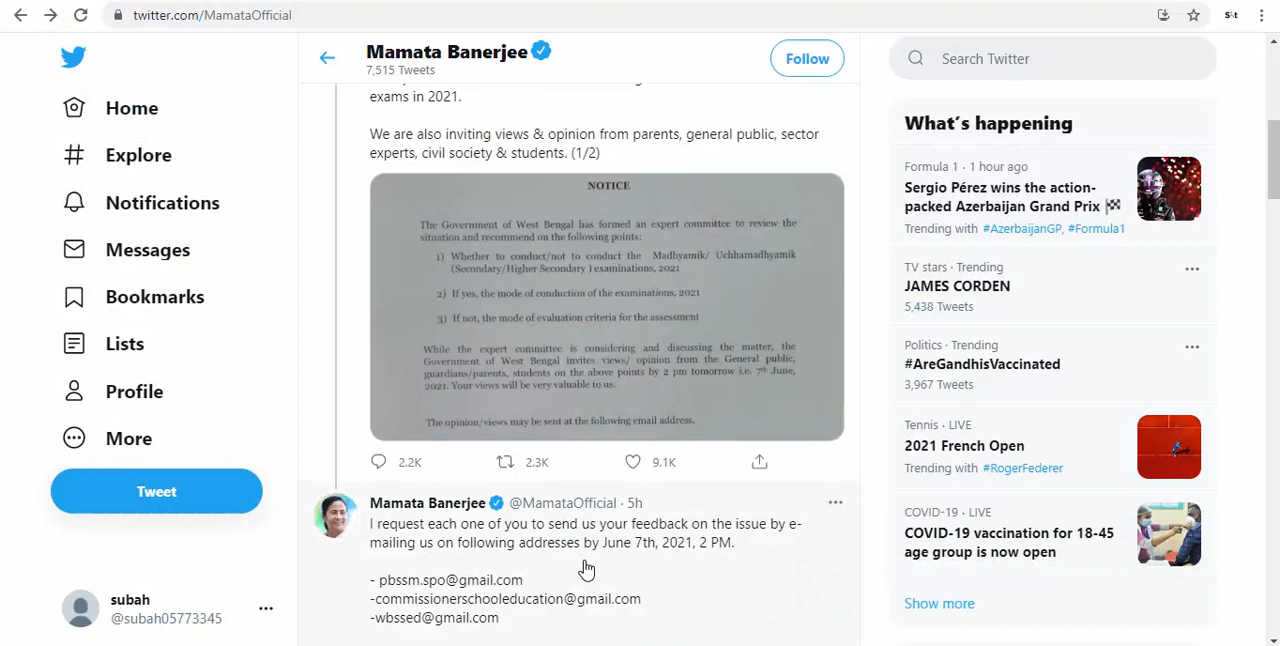 twitter.com/MamataOfficial
Mamata Banerjee
7,515 Tweets
Follow
Search Twitter
Home
Explore
Notifications
Messages
Bookmarks
Lists
Profile
More
Tweet
subah
@subah05773345
exams in 2021.
We are also inviting views & opinion from parents, general public, sector
experts, civil society & students. (1/2)
NOTICE
The Government of West Bengal has formed an expert committee to review the
situation and recommend on the following points:
1) Whether to conduct/not to conduct the Madhyamik/ Uchhamadhyamik
(Secondary/Higher Secondary ) examinations, 2021
2) If yes, the mode of conduction of the examinations, 2021
3) If not, the mode of evaluation criteria for the assessment
While the expert committee is considering and discussing the matter, the
Government of West Bengal invites views/ opinion from the General public,
guardians/parents, students on the above points by 2 pm tomorrow i.e. 7th June,
2021. Your views will be very valuable to us.
The opinion/views may be sent at the following email address.
2.2K
2.3K
9.1K
Mamata Banerjee @MamataOfficial · 5h
I request each one of you to send us your feedback on the issue by e-
mailing us on following addresses by June 7th, 2021, 2 PM.
- pbssm.spo@gmail.com
-commissionerschooleducation@gmail.com
-wbssed@gmail.com
What's happening
Formula 1 · 1 hour ago
Sergio Pérez wins the action-
packed Azerbaijan Grand Prix
Trending with #AzerbaijanGP, #Formula1
TV stars · Trending
JAMES CORDEN
5,438 Tweets
Politics · Trending
#AreGandhisVaccinated
3,967 Tweets
Tennis · LIVE
2021 French Open
Trending with #RogerFederer
COVID-19 · LIVE
COVID-19 vaccination for 18-45
age group is now open
Show more